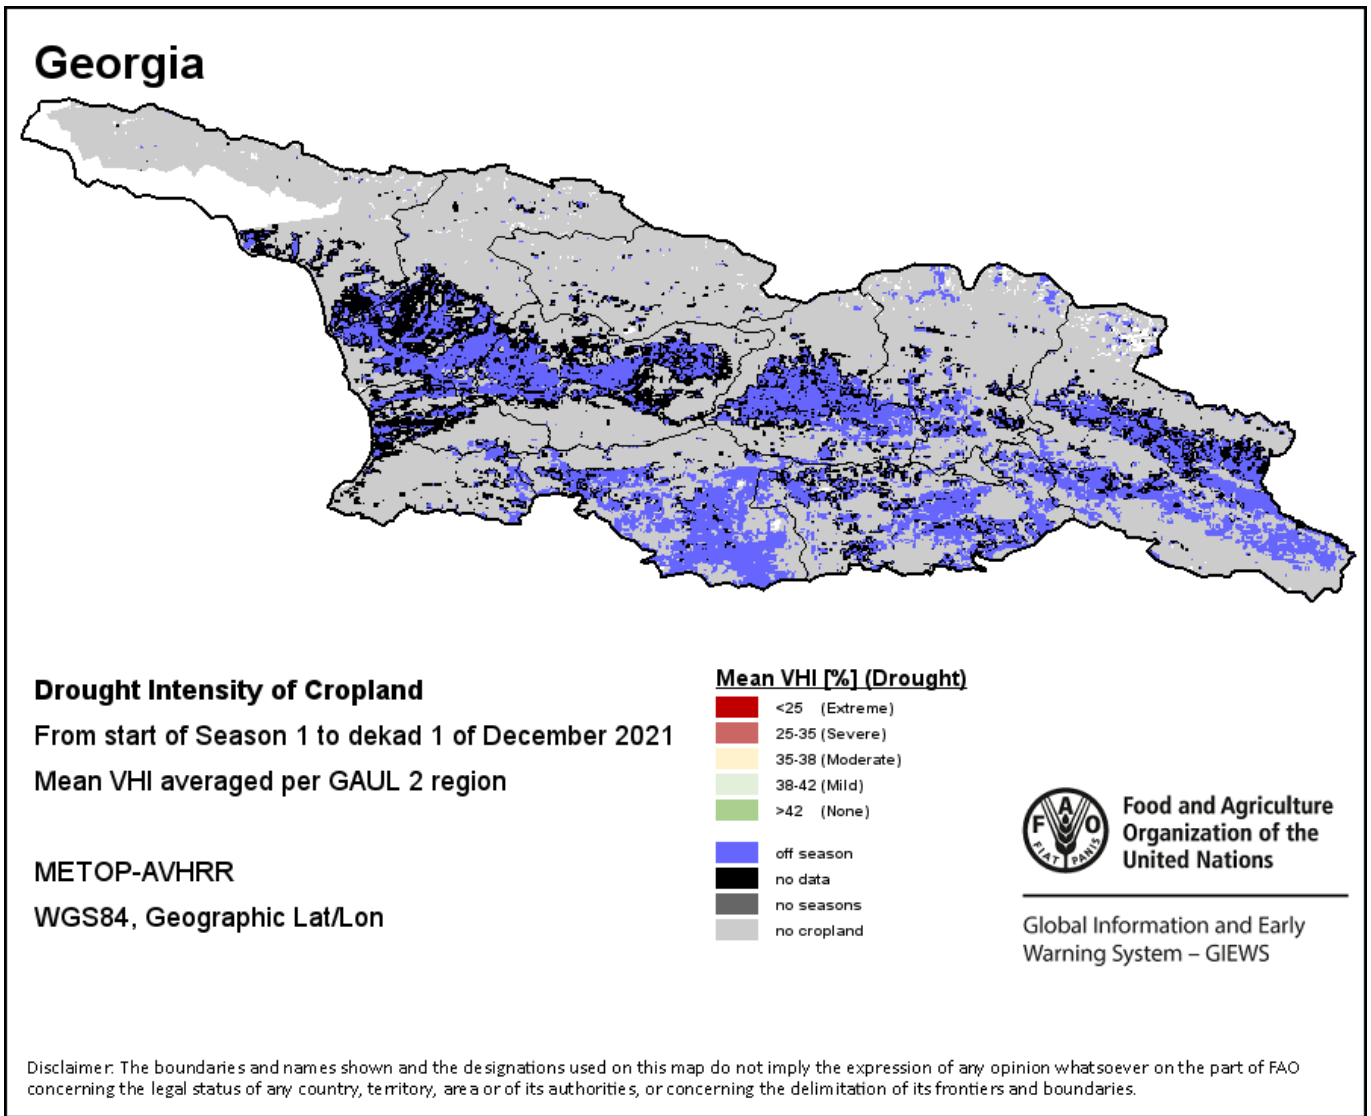 Georgia
Drought Intensity of Cropland
From start of Season 1 to dekad 1 of December 2021
Mean VHI averaged per GAUL 2 region
METOP-AVHRR
WGS84, Geographic Lat/Lon
Mean VHI [%] (Drought)
<25 (Extreme)
25-35 (Severe)
35-38 (Moderate)
38-42 (Mild)
>42 (None)
off season
no data
no seasons
no cropland
F A O
FIAT PANIS
Food and Agriculture
Organization of the
United Nations
Global Information and Early
Warning System – GIEWS
Disclaimer: The boundaries and names shown and the designations used on this map do not imply the expression of any opinion whatsoever on the part of FAO
concerning the legal status of any country, territory, area or of its authorities, or concerning the delimitation of its frontiers and boundaries.